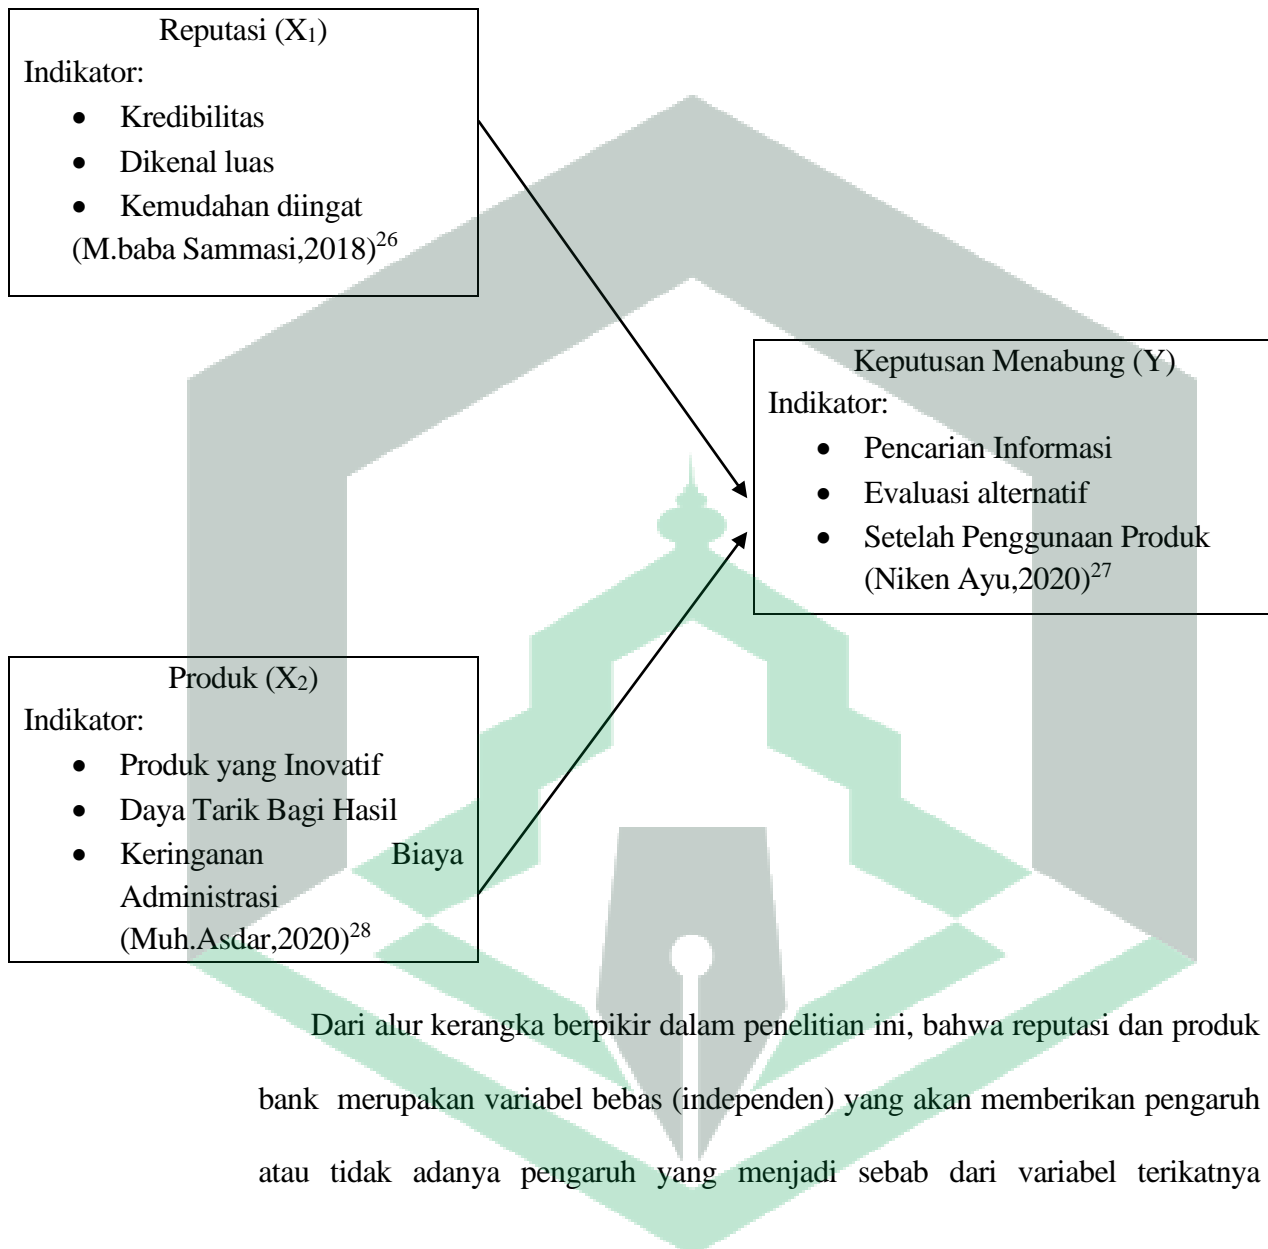 Reputasi (X₁)
Indikator:
• Kredibilitas
• Dikenal luas
• Kemudahan diingat
(M.baba Sammasi,2018)²⁶
Keputusan Menabung (Y)
Indikator:
• Pencarian Informasi
• Evaluasi alternatif
• Setelah Penggunaan Produk
(Niken Ayu,2020)²⁷
Produk (X₂)
Indikator:
• Produk yang Inovatif
• Daya Tarik Bagi Hasil
• Keringanan Biaya
Administrasi
(Muh.Asdar,2020)²⁸
Dari alur kerangka berpikir dalam penelitian ini, bahwa reputasi dan produk
bank merupakan variabel bebas (independen) yang akan memberikan pengaruh
atau tidak adanya pengaruh yang menjadi sebab dari variabel terikatnya